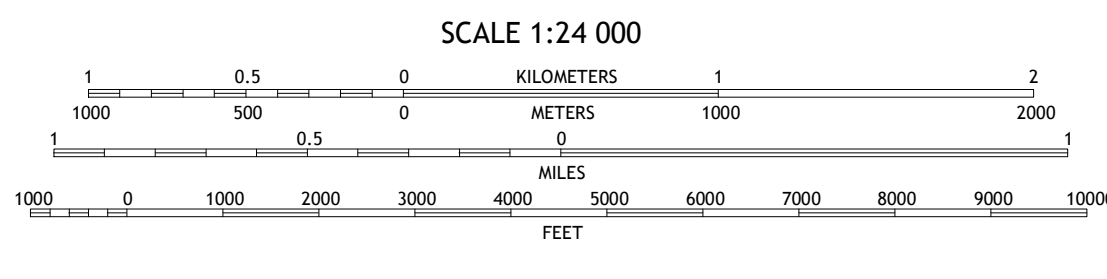 SCALE 1:24 000
1 0.5 0 KILOMETERS 1 2
1000 500 0 METERS 1000 2000
1 0.5 0 1
MILES
1000 0 1000 2000 3000 4000 5000 6000 7000 8000 9000 10000
FEET